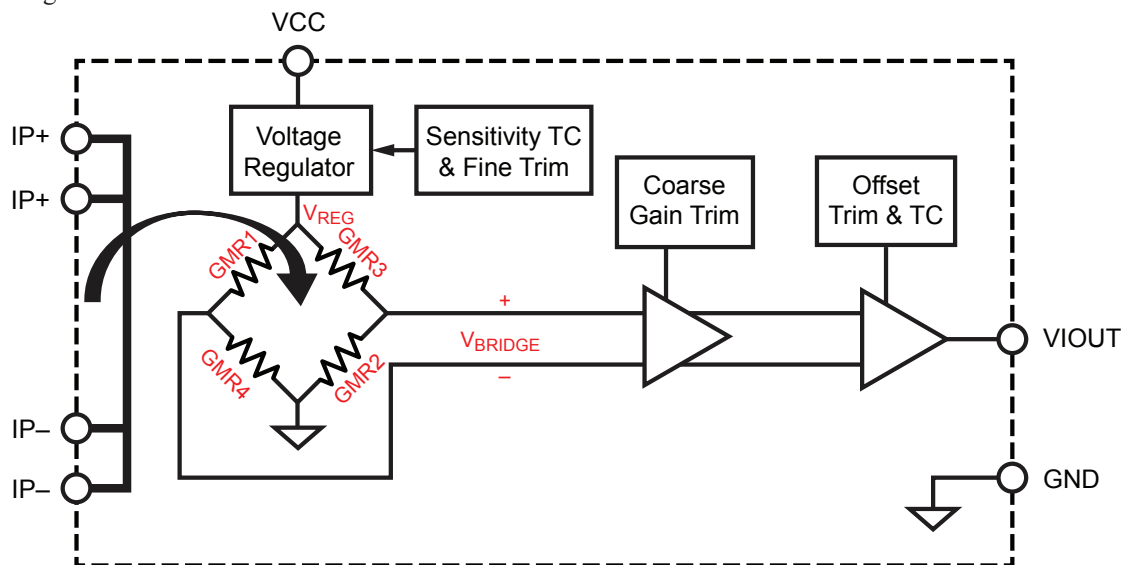 VCC
IP+
Voltage
Regulator
Sensitivity TC
& Fine Trim
IP+
Coarse
Gain Trim
Offset
Trim & TC
VREG
GMR1
GMR3
+
VBRIDGE
–
VIOUT
GMR4
GMR2
IP–
IP–
GND